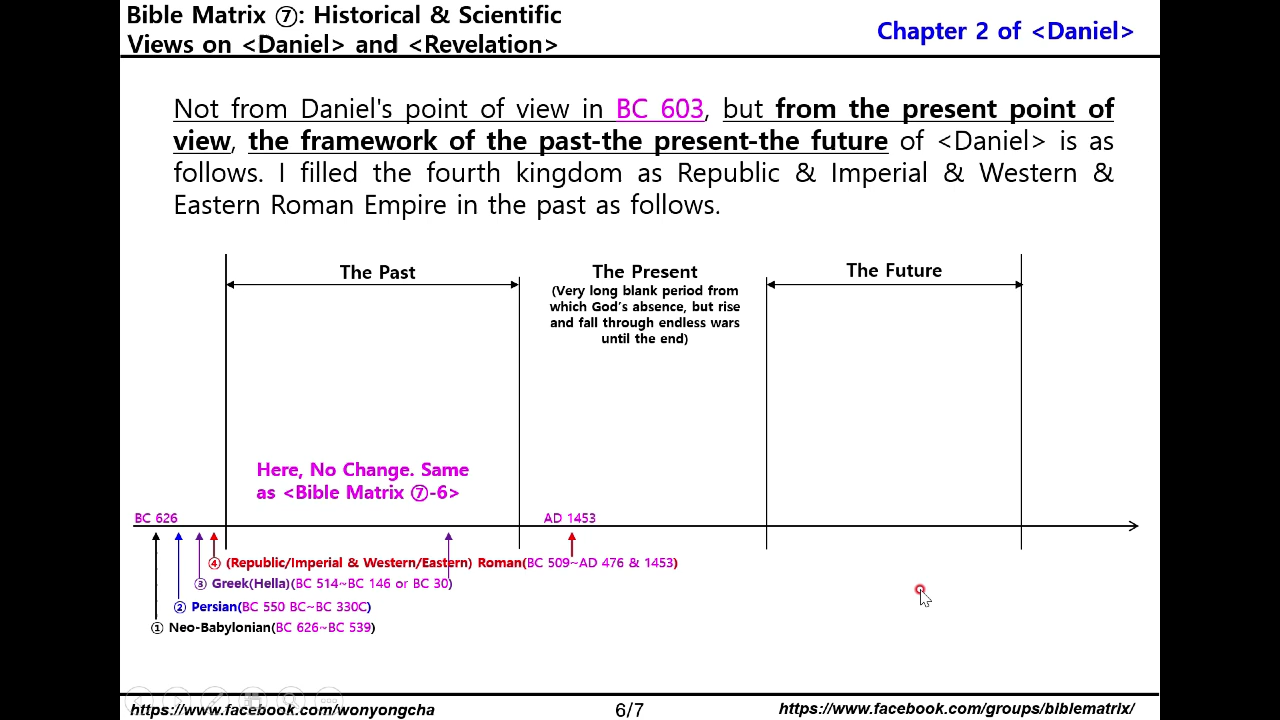 Bible Matrix ⑦: Historical & Scientific
Views on <Daniel> and <Revelation>
Chapter 2 of <Daniel>
Not from Daniel's point of view in BC 603, but from the present point of
view, the framework of the past-the present-the future of <Daniel> is as
follows. I filled the fourth kingdom as Republic & Imperial & Western &
Eastern Roman Empire in the past as follows.
The Past
The Present
(Very long blank period from
which God's absence, but rise
and fall through endless wars
until the end)
The Future
Here, No Change. Same
as <Bible Matrix ⑦-6>
BC 626
AD 1453
④ (Republic/Imperial & Western/Eastern) Roman(BC 509~AD 476 & 1453)
③ Greek(Hella)(BC 514~BC 146 or BC 30)
② Persian(BC 550 BC~BC 330C)
① Neo-Babylonian(BC 626~BC 539)
https://www.facebook.com/wonyongcha
6/7
https://www.facebook.com/groups/biblematrix/